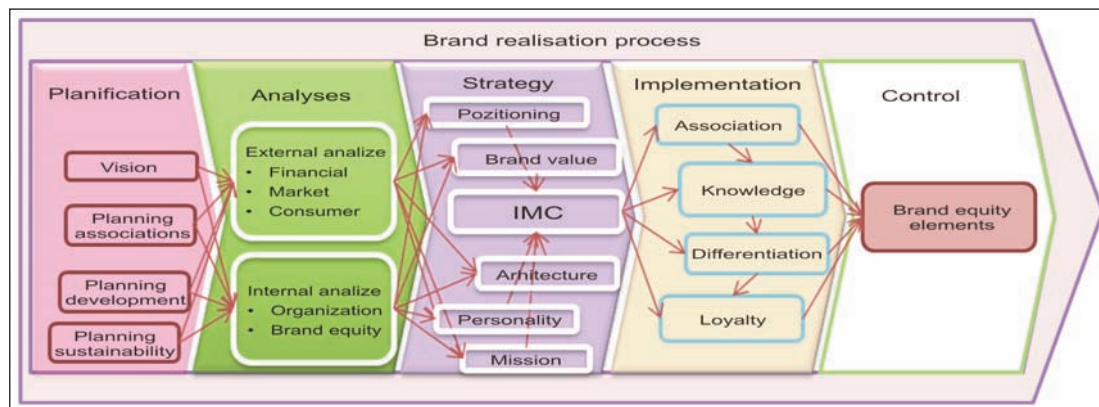 Brand realisation process
Planification
Vision
Planning
associations
Planning
development
Planning
sustainability
Analyses
External analize
• Financial
• Market
• Consumer
Internal analize
• Organization
• Brand equity
Strategy
Pozitioning
Brand value
IMC
Arhitecture
Personality
Mission
Implementation
Association
Knowledge
Differentiation
Loyalty
Control
Brand equity
elements